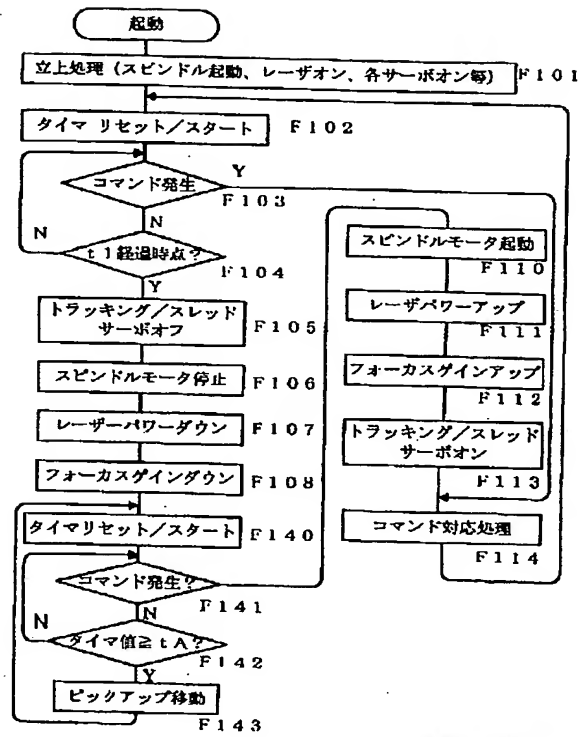 起動
立上処理（スピンドル起動、レーザオン、各サーボオン等） F101
タイマ リセット／スタート F102
コマンド発生 Y
F103
N
N
t1経過時点？
F104
Y
トラッキング／スレッド
サーボオフ F105
スピンドルモータ停止 F106
レーザーパワーダウン F107
フォーカスゲインダウン F108
タイマリセット／スタート F140
コマンド発生？
F141
N
N
タイマ値≧tA？
F142
Y
ピックアップ移動
F143
スピンドルモータ起動
F110
レーザパワーアップ
F111
フォーカスゲインアップ
F112
トラッキング／スレッド
サーボオン
F113
コマンド対応処理
F114